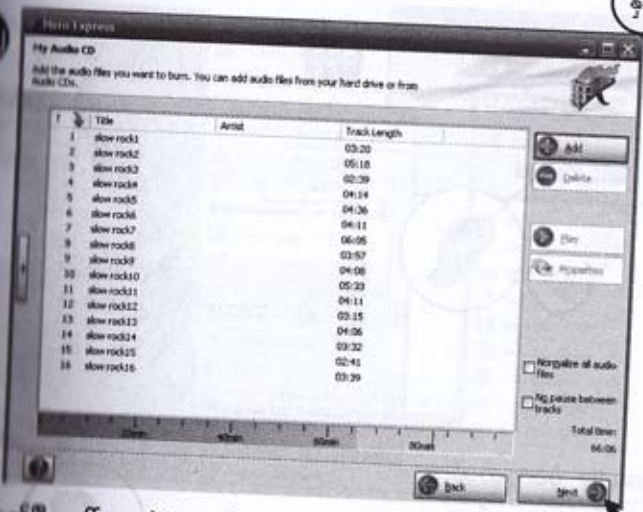 Nero Express
My Audio CD
Add the audio files you want to burn. You can add audio files from your hard drive or from
Audio CDs.
Title Artist Track Length
1 slow rock1 03:20
2 slow rock2 05:18
3 slow rock3 02:39
4 slow rock4 04:14
5 slow rock5 04:36
6 slow rock6 04:11
7 slow rock7 06:05
8 slow rock8 03:57
9 slow rock9 04:08
10 slow rock10 05:33
11 slow rock11 04:11
12 slow rock12 03:15
13 slow rock13 04:06
14 slow rock14 03:32
15 slow rock15 02:41
16 slow rock16 03:39
Add
Delete
Play
Properties
Normalize all audio
files
No pause between
tracks
Total time:
66:06
20min 40min 60min 80min
Back
Next